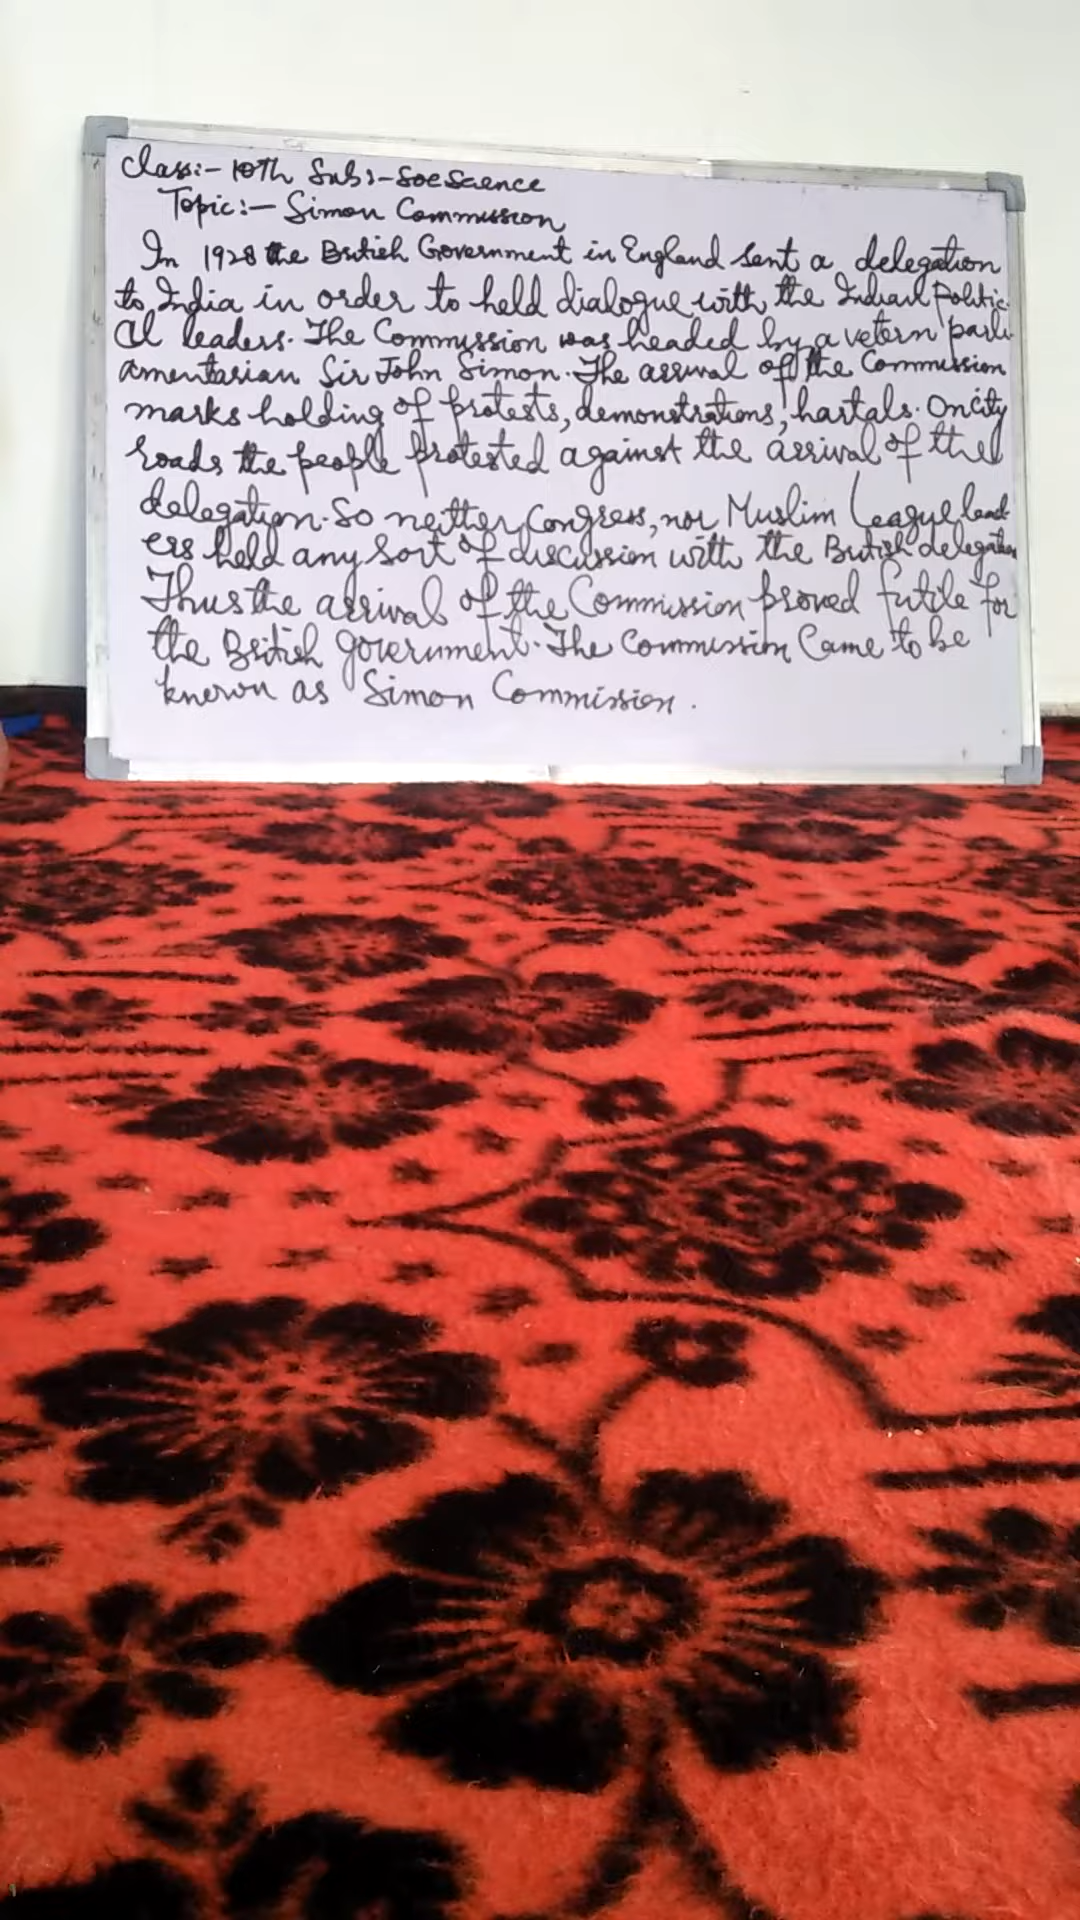 Class:- 10Th Sub:- Soc Science
Topic:- Simon Commission
In 1928 the British Government in England sent a delegation
to India in order to held dialogue with the Indian Politic
al leaders. The Commission was headed by a vetern parli
amentarian Sir John Simon. The arrival of the Commission
marks holding of protests, demonstrations, hartals. On city
roads the people protested against the arrival of the
delegation. So neither Congress, nor Muslim League lead
ers held any sort of discussion with the British delegation
Thus the arrival of the Commission proved futile for
the British government. The Commission Came to be
known as Simon Commission.